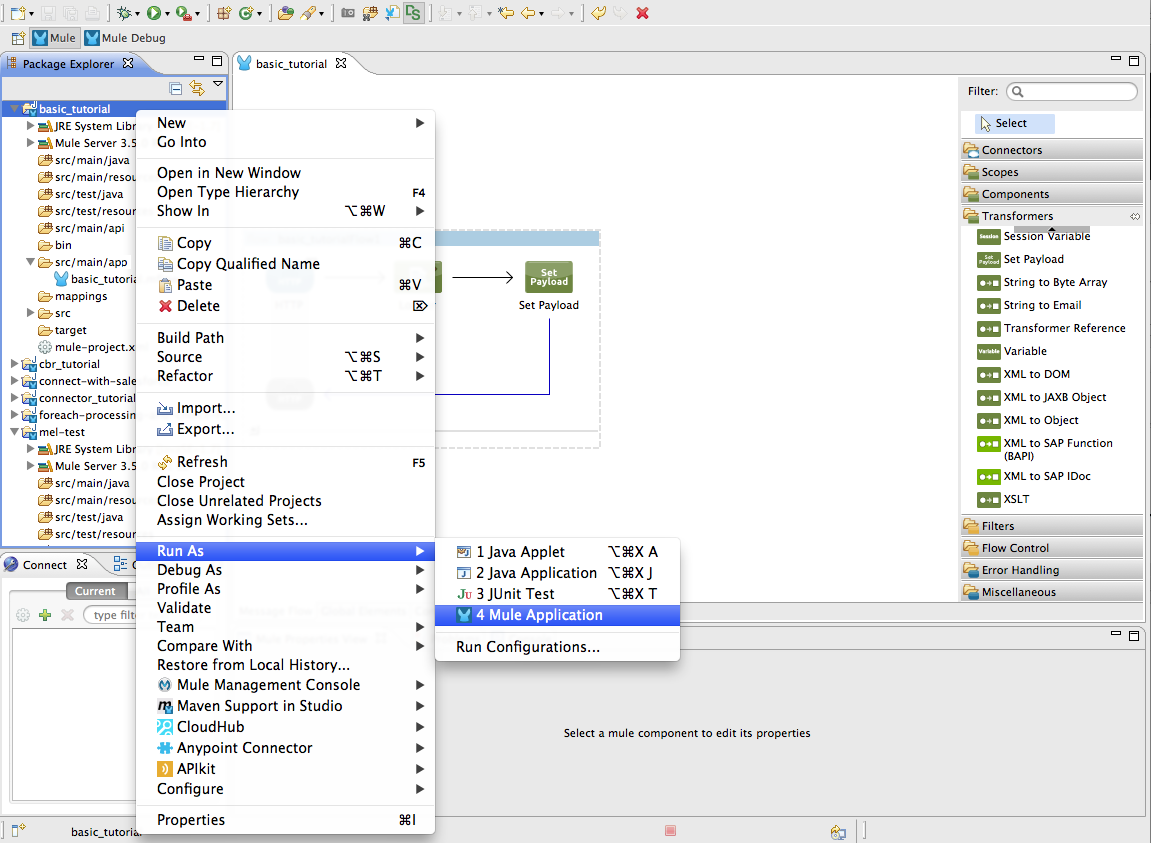 Mule
Mule Debug
Package Explorer
basic_tutorial
JRE System Libr
Mule Server 3.5
src/main/java
src/main/resou
src/test/java
src/test/resour
src/main/api
bin
src/main/app
basic_tutoria
mappings
src
target
mule-project.x
cbr_tutorial
connect-with-sale
connector_tutorial
foreach-processing
mel-test
JRE System Libr
Mule Server 3.5
src/main/java
src/main/resou
src/test/java
src/test/resour
New
Go Into
Open in New Window
Open Type Hierarchy F4
Show In ⌥⌘W
Copy ⌘C
Copy Qualified Name
Paste ⌘V
Delete ⌦
Build Path
Source ⌥⌘S
Refactor ⌥⌘T
Import...
Export...
Refresh F5
Close Project
Close Unrelated Projects
Assign Working Sets...
Run As
Debug As
Profile As
Validate
Team
Compare With
Restore from Local History...
Mule Management Console
Maven Support in Studio
CloudHub
Anypoint Connector
APIkit
Configure
Properties ⌘I
1 Java Applet ⌥⌘X A
2 Java Application ⌥⌘X J
3 JUnit Test ⌥⌘X T
4 Mule Application
Run Configurations...
basic_tutorial
Set
Payload
Set Payload
Filter:
Select
Connectors
Scopes
Components
Transformers
Session Variable
Set Payload
String to Byte Array
String to Email
Transformer Reference
Variable
XML to DOM
XML to JAXB Object
XML to Object
XML to SAP Function
(BAPI)
XML to SAP IDoc
XSLT
Filters
Flow Control
Error Handling
Miscellaneous
Connect
Current
type filt
Select a mule component to edit its properties
basic_tutorial